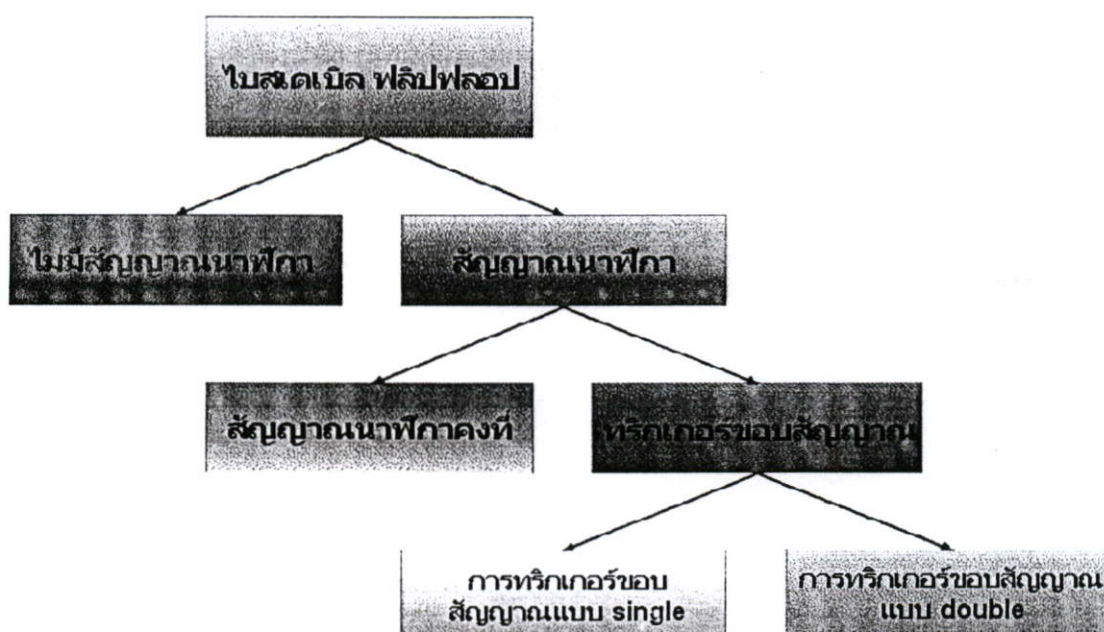 ไบสเตเบิล ฟลิปฟลอป
ไม่มีสัญญาณนาฬิกา
สัญญาณนาฬิกา
สัญญาณนาฬิกาคงที่
ทริกเกอร์ขอบสัญญาณ
การทริกเกอร์ขอบ
สัญญาณแบบ single
การทริกเกอร์ขอบสัญญาณ
แบบ double